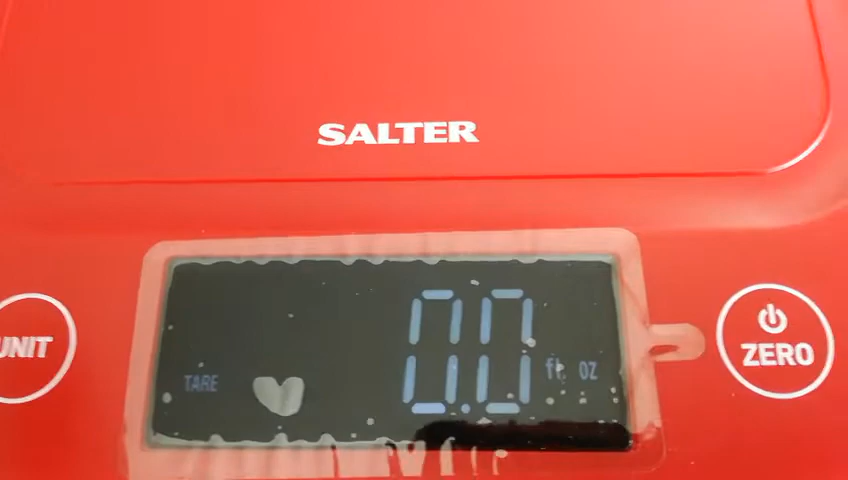 SALTER
UNIT
TARE
0.0 fl. oz
ZERO